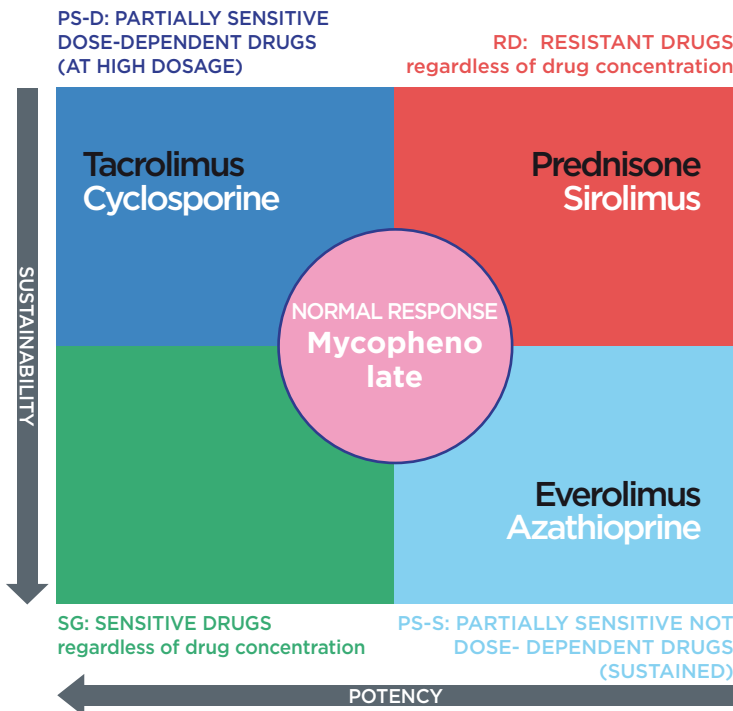 PS-D: PARTIALLY SENSITIVE
DOSE-DEPENDENT DRUGS
(AT HIGH DOSAGE)
RD: RESISTANT DRUGS
regardless of drug concentration
Tacrolimus
Cyclosporine
Prednisone
Sirolimus
SUSTAINABILITY
NORMAL RESPONSE
Mycopheno
late
Everolimus
Azathioprine
SG: SENSITIVE DRUGS
regardless of drug concentration
PS-S: PARTIALLY SENSITIVE NOT
DOSE- DEPENDENT DRUGS
(SUSTAINED)
POTENCY